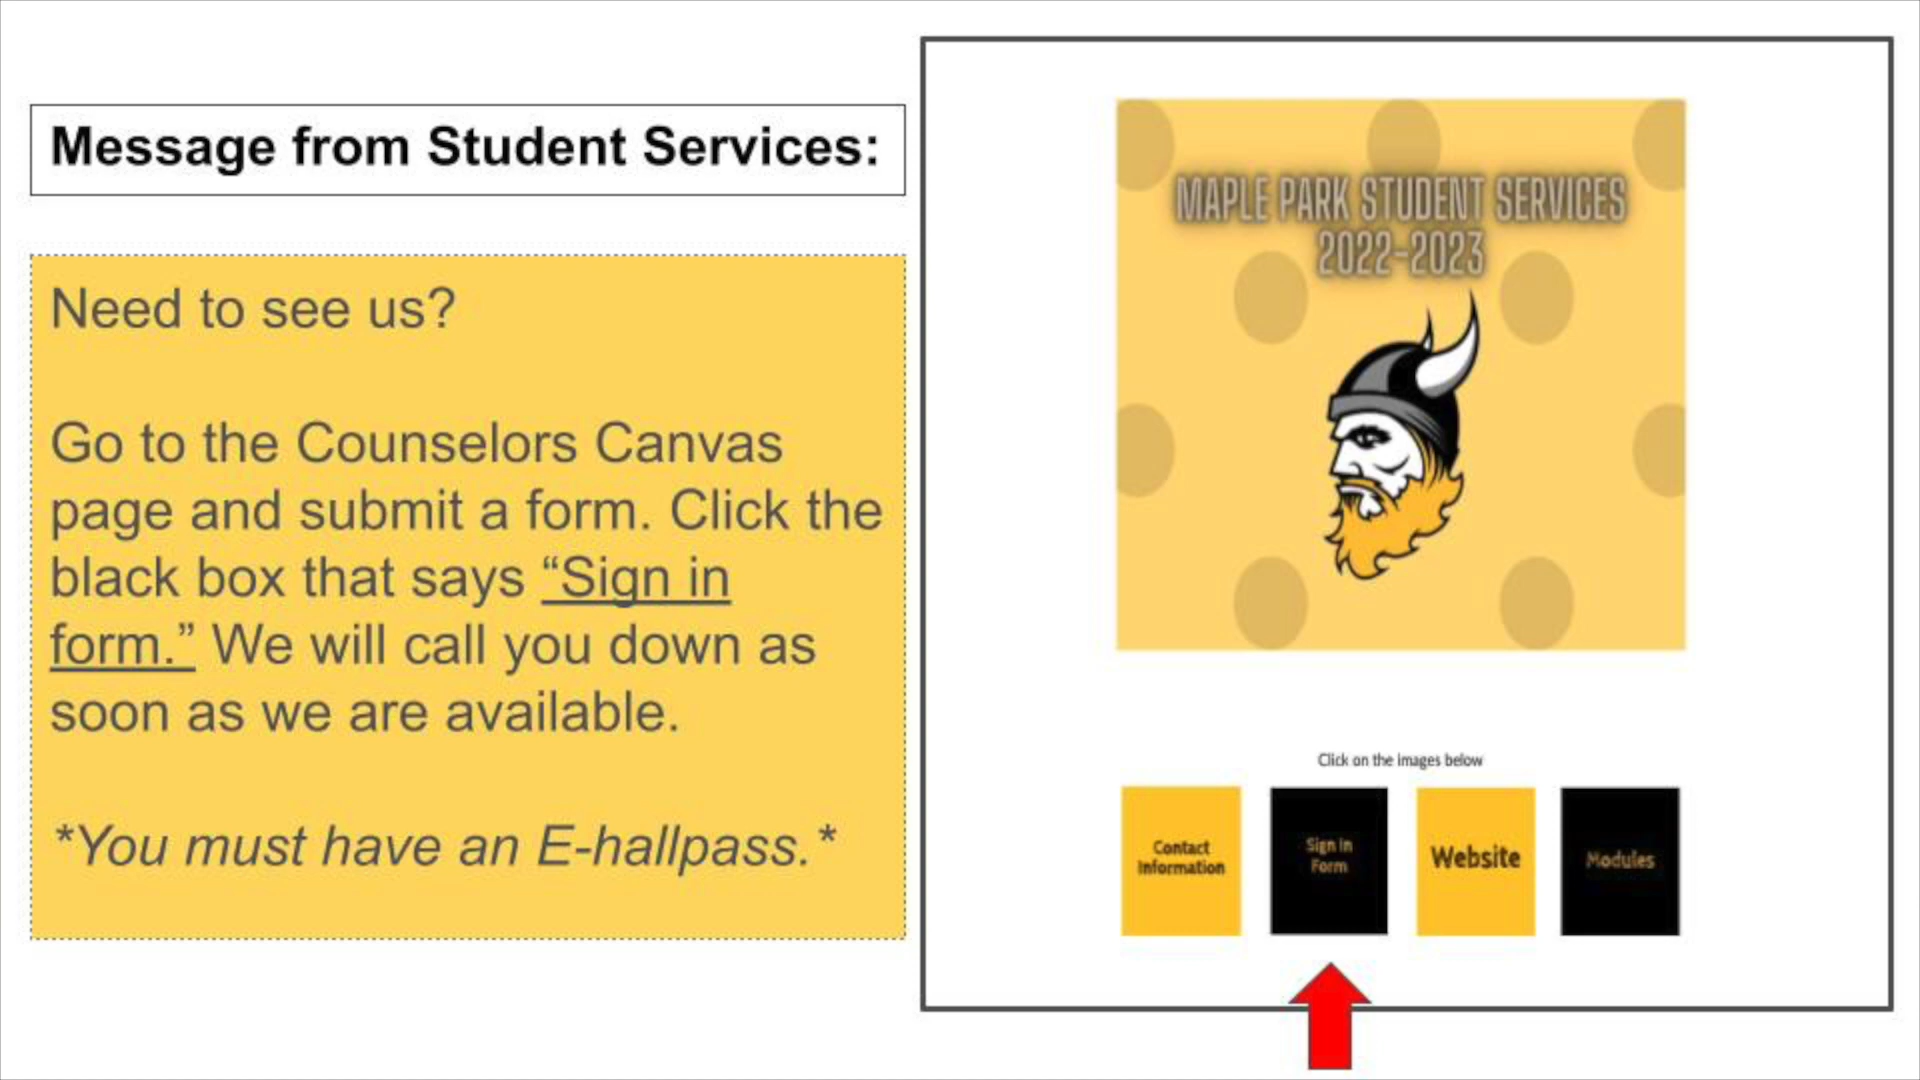 Message from Student Services:
Need to see us?
Go to the Counselors Canvas
page and submit a form. Click the
black box that says “Sign in
form.” We will call you down as
soon as we are available.
*You must have an E-hallpass.*
MAPLE PARK STUDENT SERVICES
2022-2023
Click on the images below
Contact
Information
Sign In
Form
Website
Modules